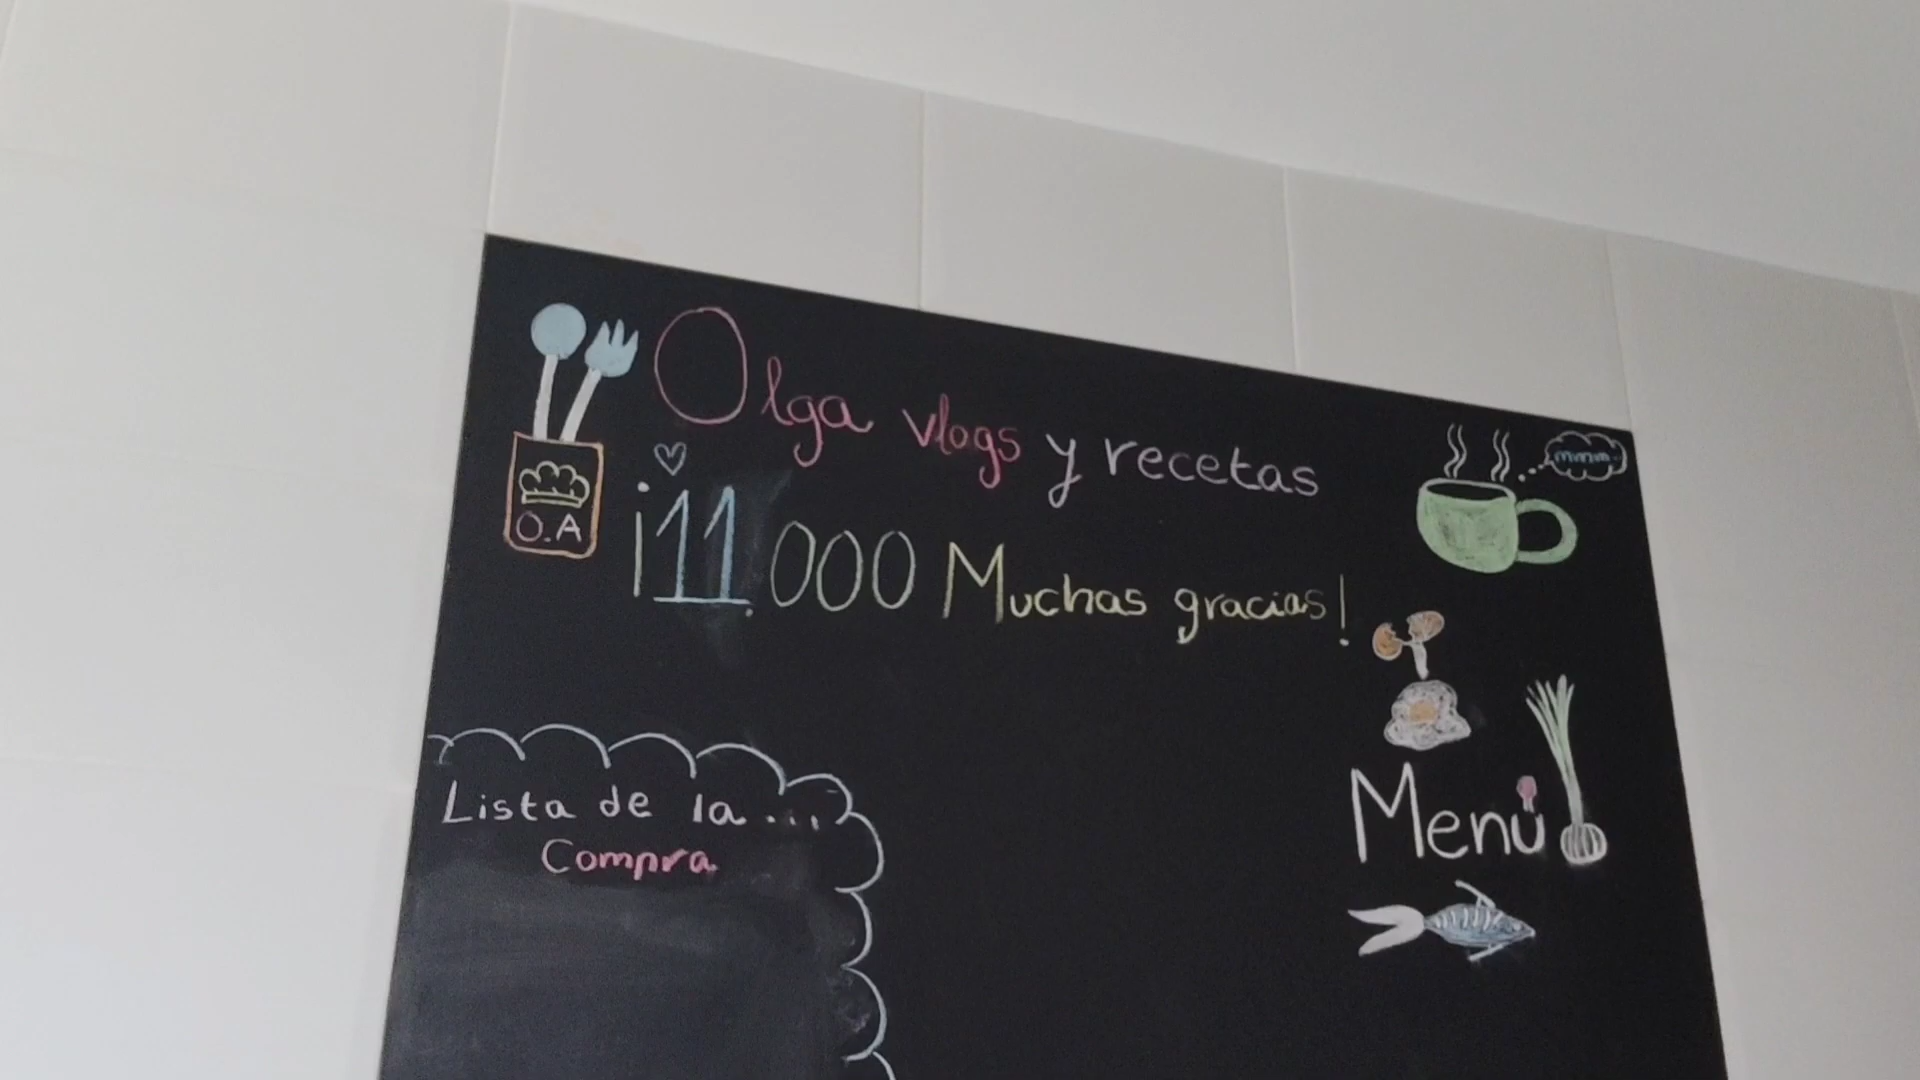 Olga vlogs y recetas
mmm..
O.A
¡11.000 Muchas gracias!
Lista de la...
Compra
Menú